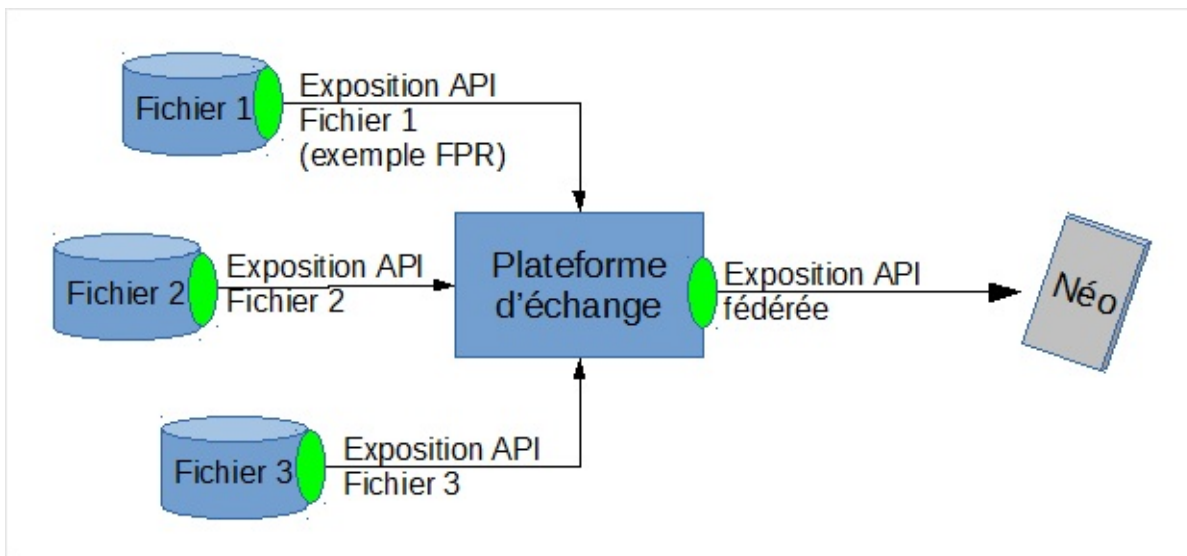 Fichier 1
Exposition API
Fichier 1
(exemple FPR)
Fichier 2
Exposition API
Fichier 2
Plateforme
d'échange
Exposition API
fédérée
Néo
Fichier 3
Exposition API
Fichier 3